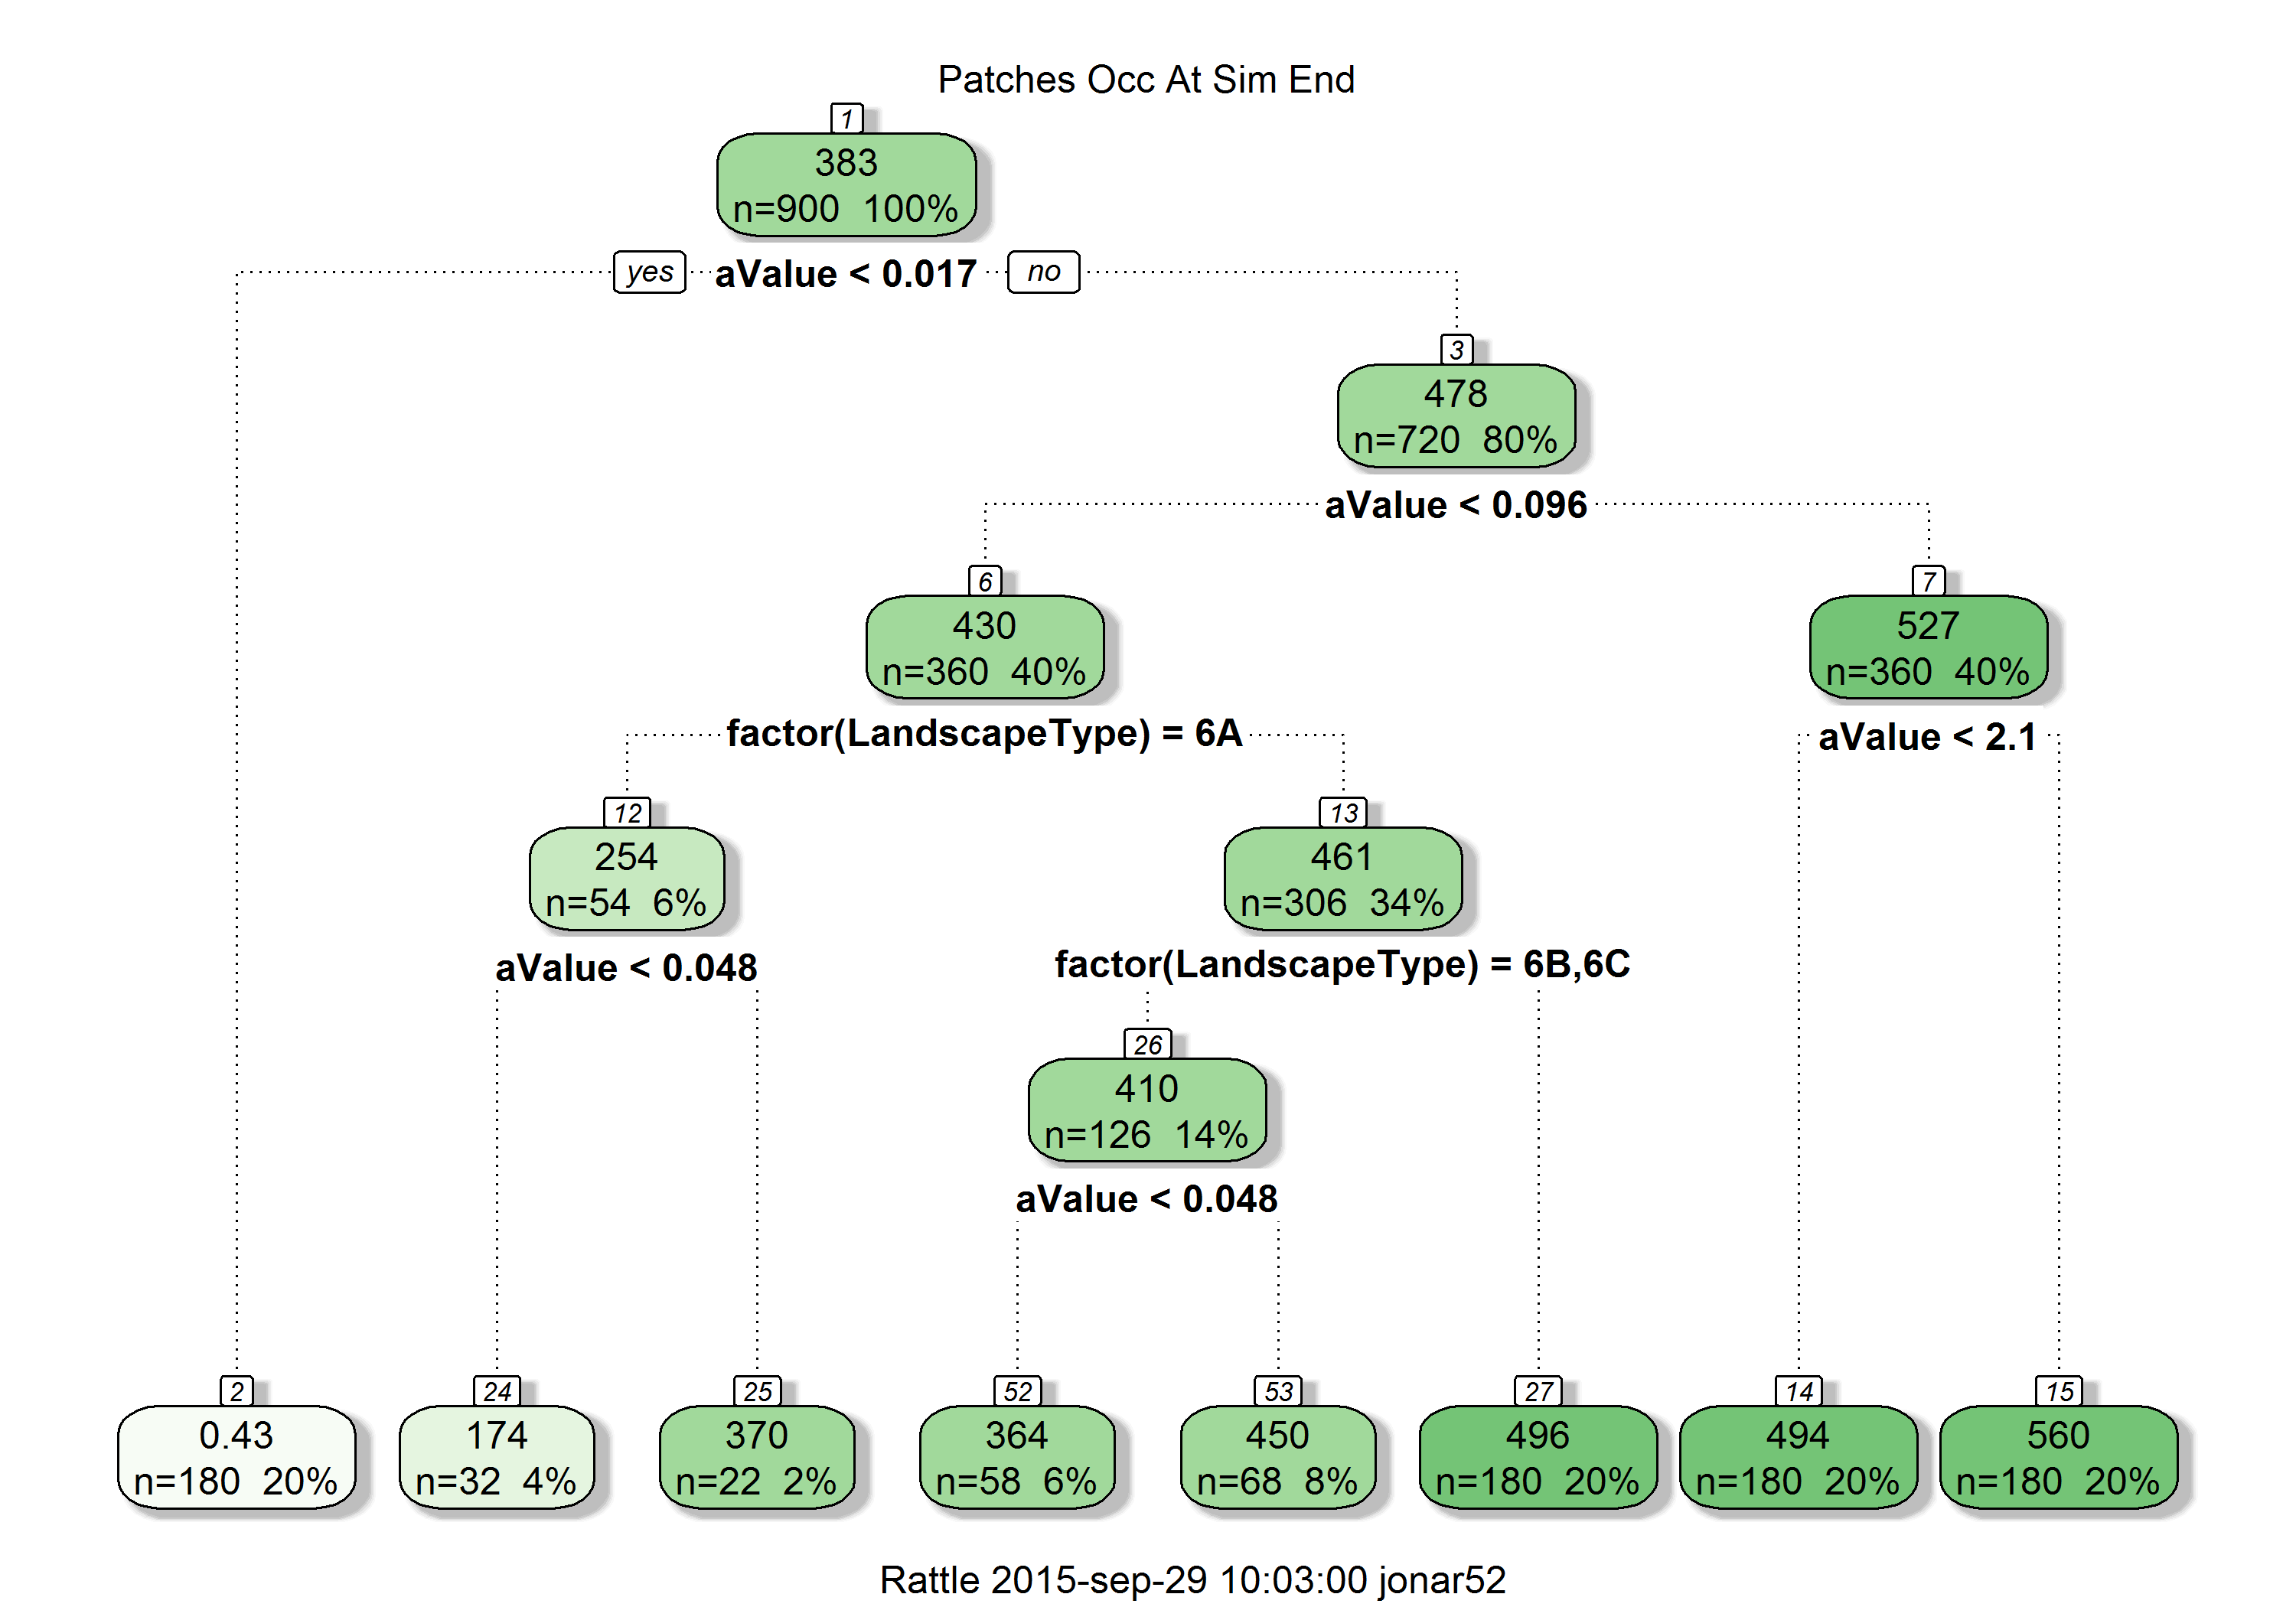 Patches Occ At Sim End
1
383
n=900 100%
yes aValue < 0.017 no
3
478
n=720 80%
aValue < 0.096
6
430
n=360 40%
7
527
n=360 40%
factor(LandscapeType) = 6A
aValue < 2.1
12
254
n=54 6%
13
461
n=306 34%
aValue < 0.048
factor(LandscapeType) = 6B,6C
26
410
n=126 14%
aValue < 0.048
2
0.43
n=180 20%
24
174
n=32 4%
25
370
n=22 2%
52
364
n=58 6%
53
450
n=68 8%
27
496
n=180 20%
14
494
n=180 20%
15
560
n=180 20%
Rattle 2015-sep-29 10:03:00 jonar52